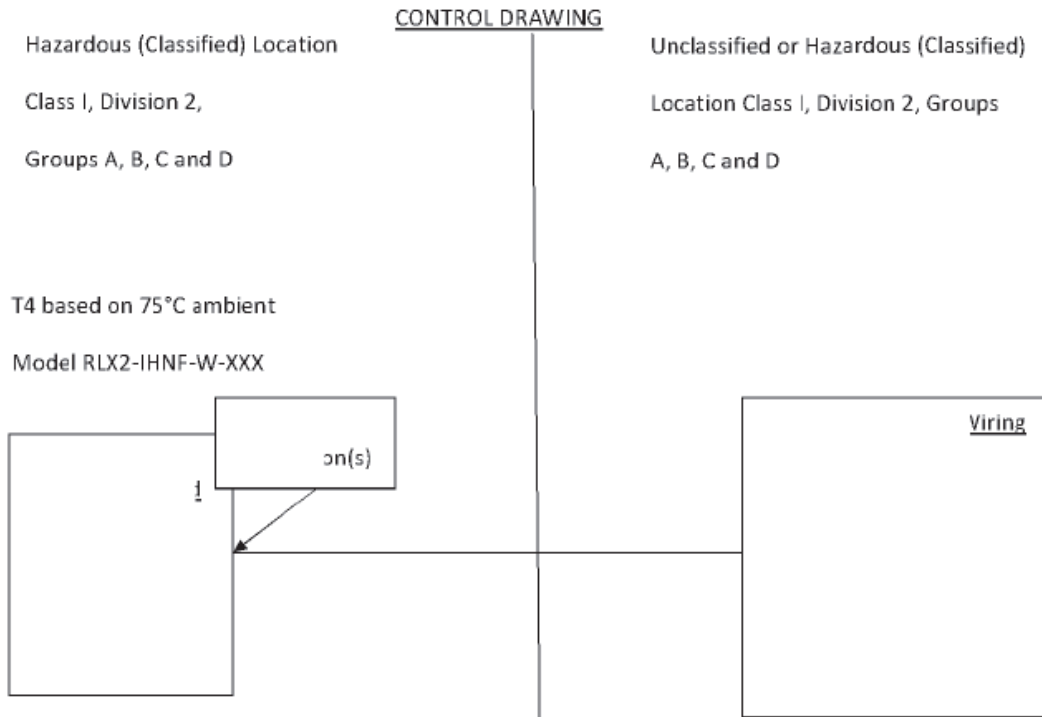 CONTROL DRAWING
Hazardous (Classified) Location
Class I, Division 2,
Groups A, B, C and D
Unclassified or Hazardous (Classified)
Location Class I, Division 2, Groups
A, B, C and D
T4 based on 75°C ambient
Model RLX2-IHNF-W-XXX
on(s)
d
Viring